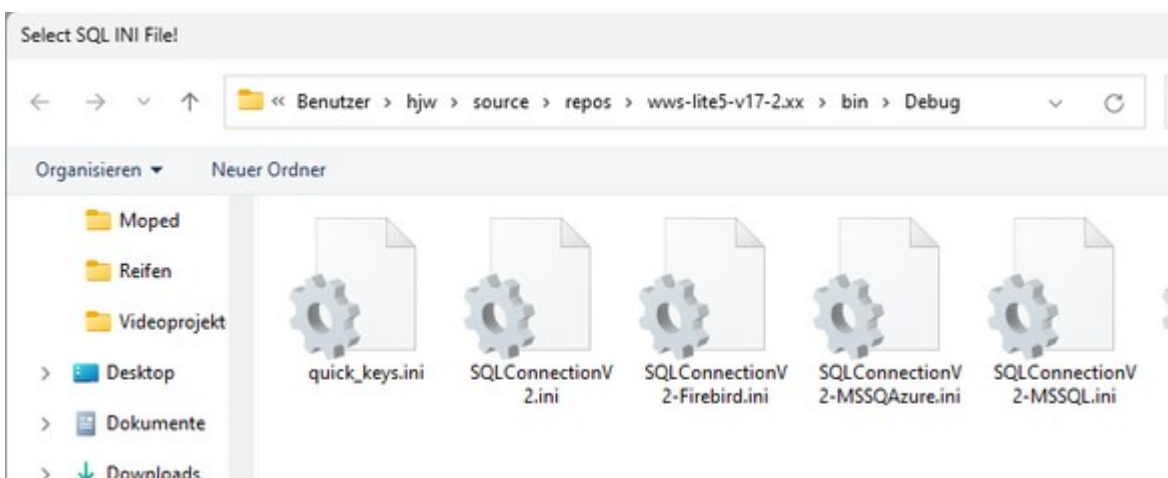 Select SQL INI File!
« Benutzer > hjw > source > repos > wws-lite5-v17-2.xx > bin > Debug
Organisieren Neuer Ordner
Moped
Reifen
Videoprojekt
> Desktop
> Dokumente
> Downloads
quick_keys.ini
SQLConnectionV
2.ini
SQLConnectionV
2-Firebird.ini
SQLConnectionV
2-MSSQAzure.ini
SQLConnectionV
2-MSSQL.ini